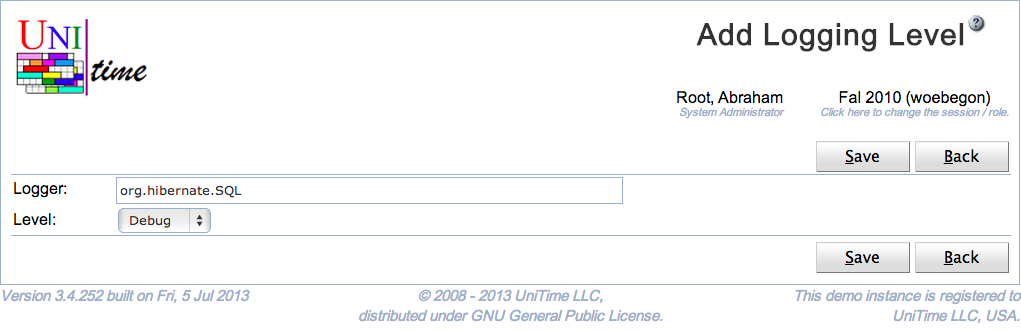 UNI
time
Add Logging Level
?
Root, Abraham
Fal 2010 (woebegon)
System Administrator
Click here to change the session / role.
Save
Back
Logger:
org.hibernate.SQL
Level:
Debug
Save
Back
Version 3.4.252 built on Fri, 5 Jul 2013
© 2008 - 2013 UniTime LLC,
distributed under GNU General Public License.
This demo instance is registered to
UniTime LLC, USA.